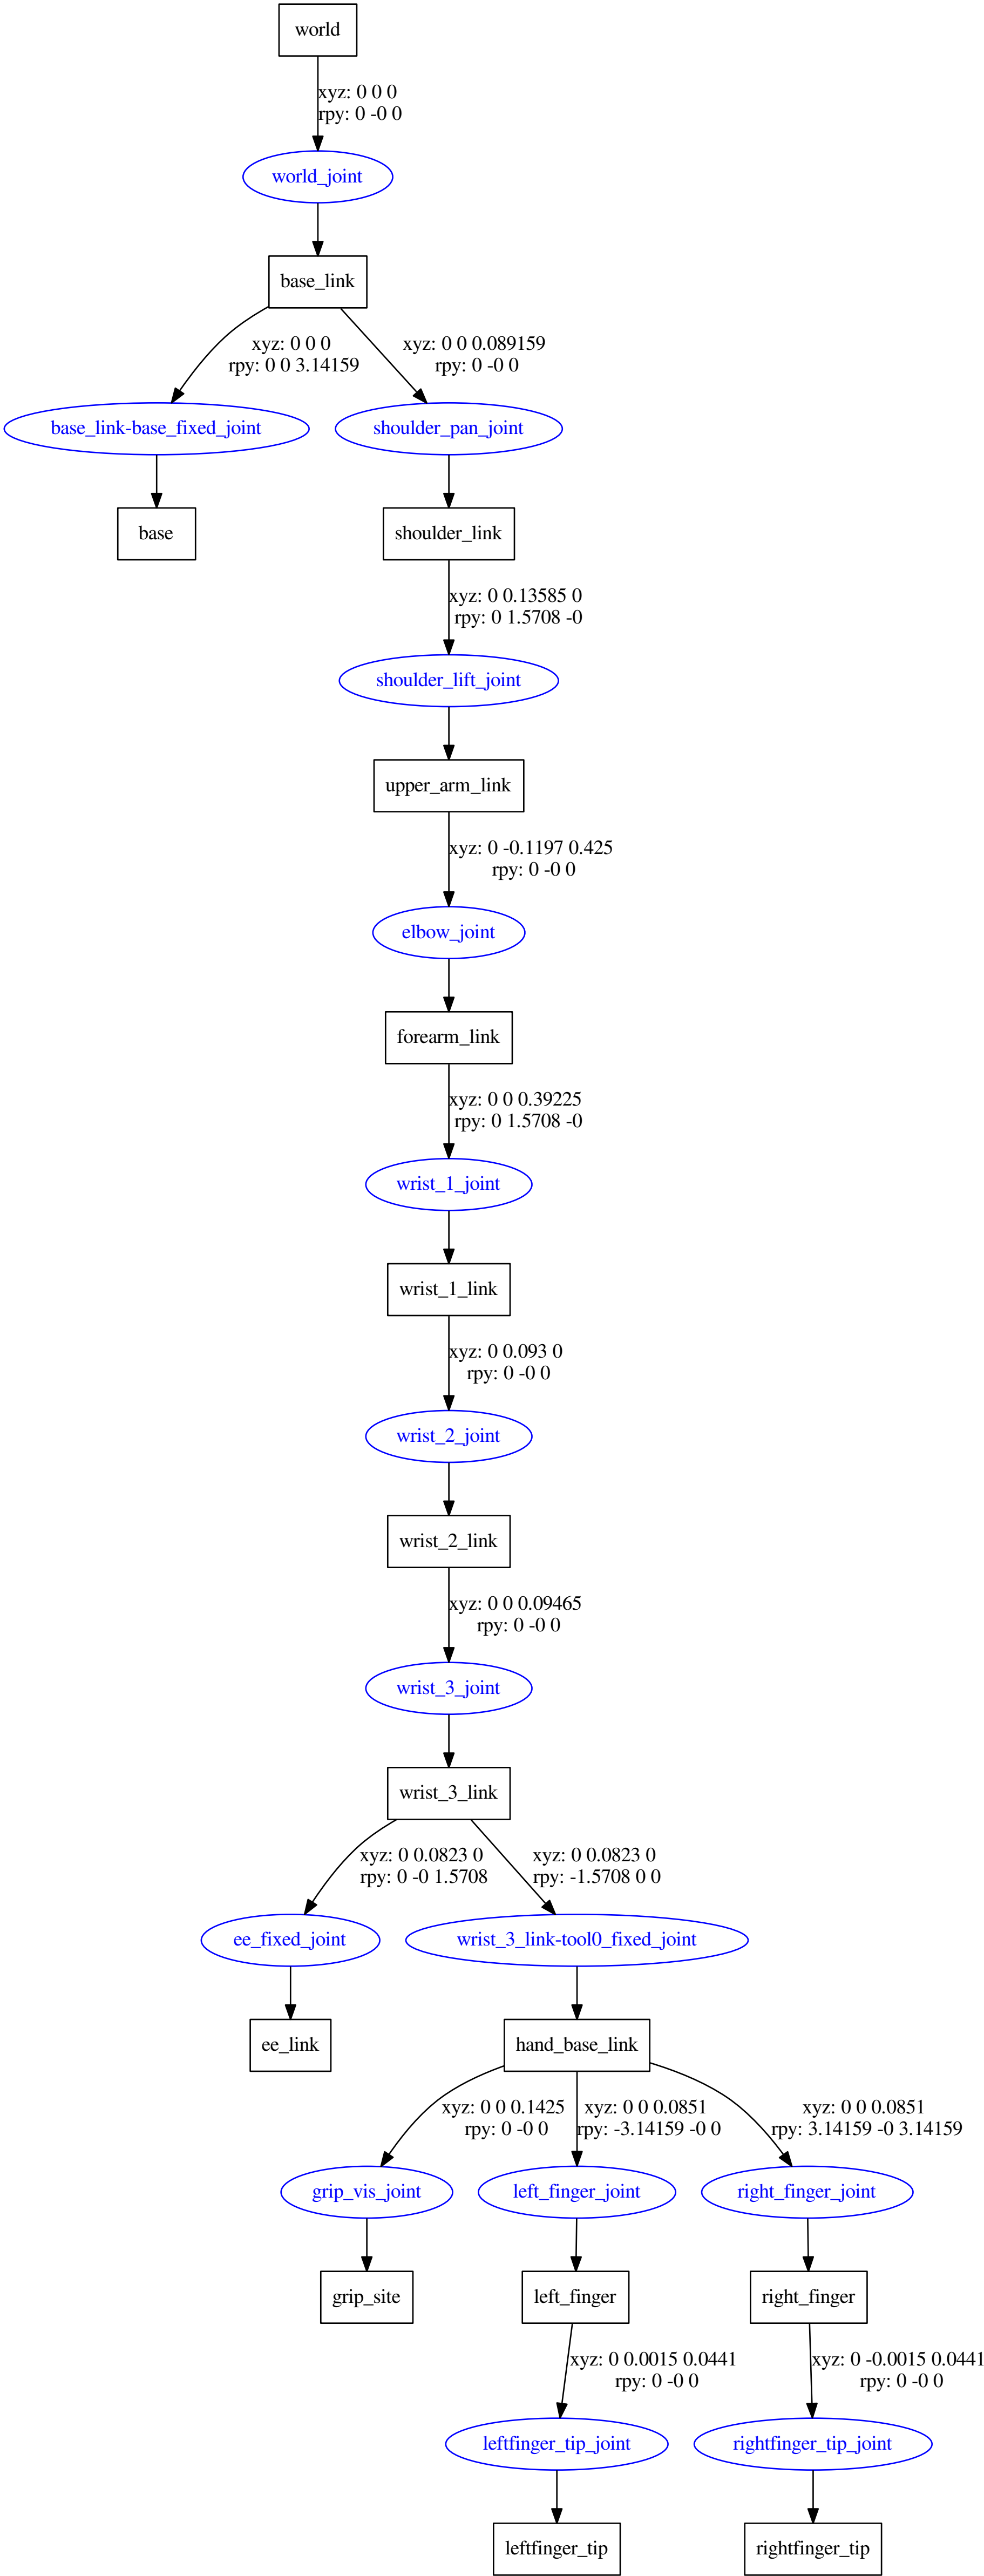 world
xyz: 0 0 0
rpy: 0 -0 0
world_joint
base_link
xyz: 0 0 0
rpy: 0 0 3.14159
xyz: 0 0 0.089159
rpy: 0 -0 0
base_link-base_fixed_joint
shoulder_pan_joint
base
shoulder_link
xyz: 0 0.13585 0
rpy: 0 1.5708 -0
shoulder_lift_joint
upper_arm_link
xyz: 0 -0.1197 0.425
rpy: 0 -0 0
elbow_joint
forearm_link
xyz: 0 0 0.39225
rpy: 0 1.5708 -0
wrist_1_joint
wrist_1_link
xyz: 0 0.093 0
rpy: 0 -0 0
wrist_2_joint
wrist_2_link
xyz: 0 0 0.09465
rpy: 0 -0 0
wrist_3_joint
wrist_3_link
xyz: 0 0.0823 0
rpy: 0 -0 1.5708
xyz: 0 0.0823 0
rpy: -1.5708 0 0
ee_fixed_joint
wrist_3_link-tool0_fixed_joint
ee_link
hand_base_link
xyz: 0 0 0.1425
rpy: 0 -0 0
xyz: 0 0 0.0851
rpy: -3.14159 -0 0
xyz: 0 0 0.0851
rpy: 3.14159 -0 3.14159
grip_vis_joint
left_finger_joint
right_finger_joint
grip_site
left_finger
right_finger
xyz: 0 0.0015 0.0441
rpy: 0 -0 0
xyz: 0 -0.0015 0.0441
rpy: 0 -0 0
leftfinger_tip_joint
rightfinger_tip_joint
leftfinger_tip
rightfinger_tip